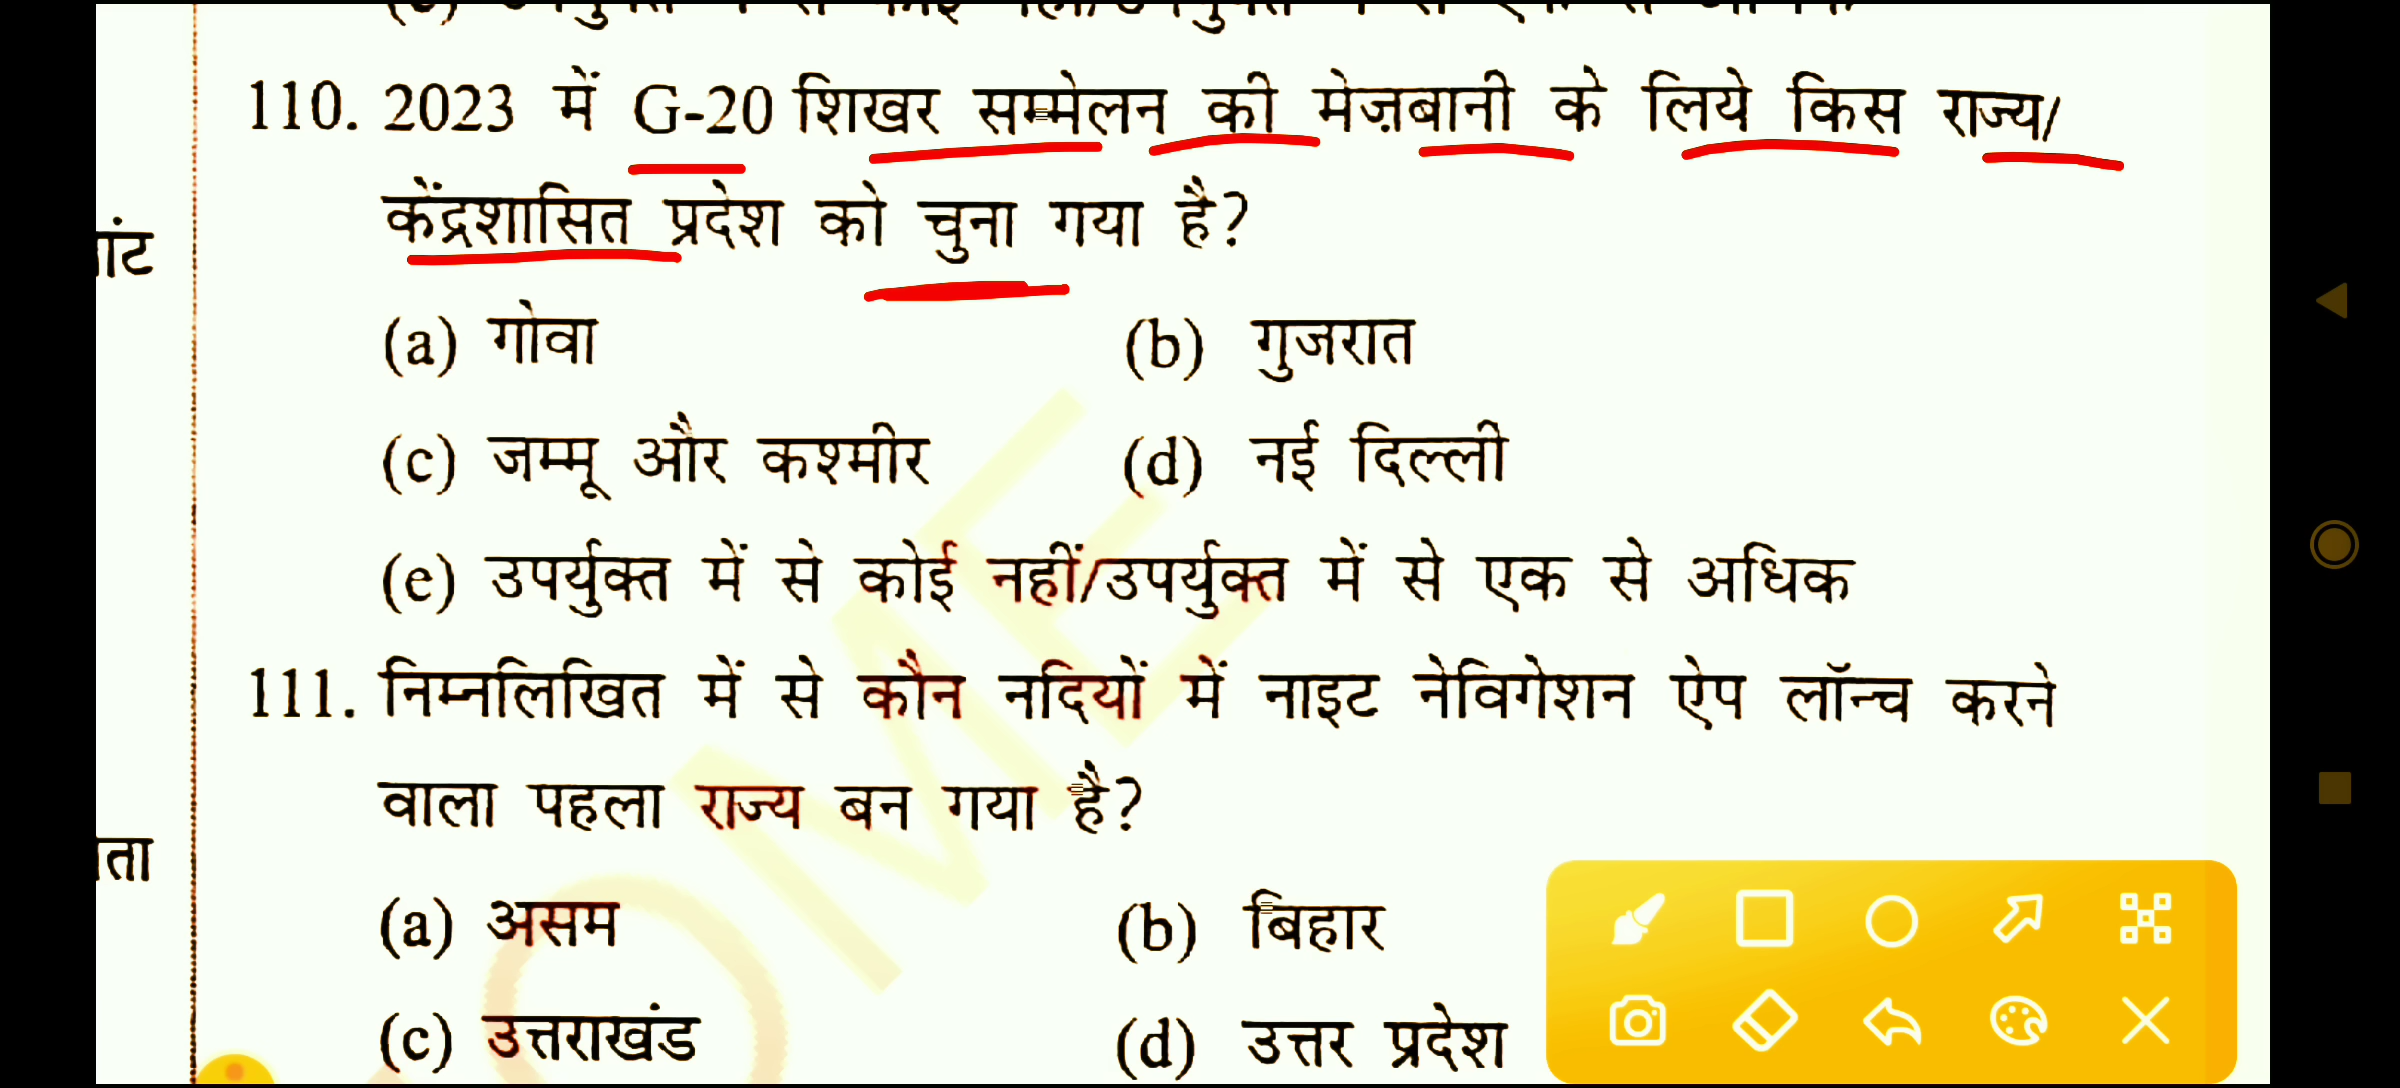 110. 2023 में G-20 शिखर सम्मेलन की मेज़बानी के लिये किस राज्य/
केंद्रशासित प्रदेश को चुना गया है?
(a) गोवा (b) गुजरात
(c) जम्मू और कश्मीर (d) नई दिल्ली
(e) उपर्युक्त में से कोई नहीं/उपर्युक्त में से एक से अधिक
111. निम्नलिखित में से कौन नदियों में नाइट नेविगेशन ऐप लॉन्च करने
वाला पहला राज्य बन गया है?
(a) असम (b) बिहार
(c) उत्तराखंड (d) उत्तर प्रदेश